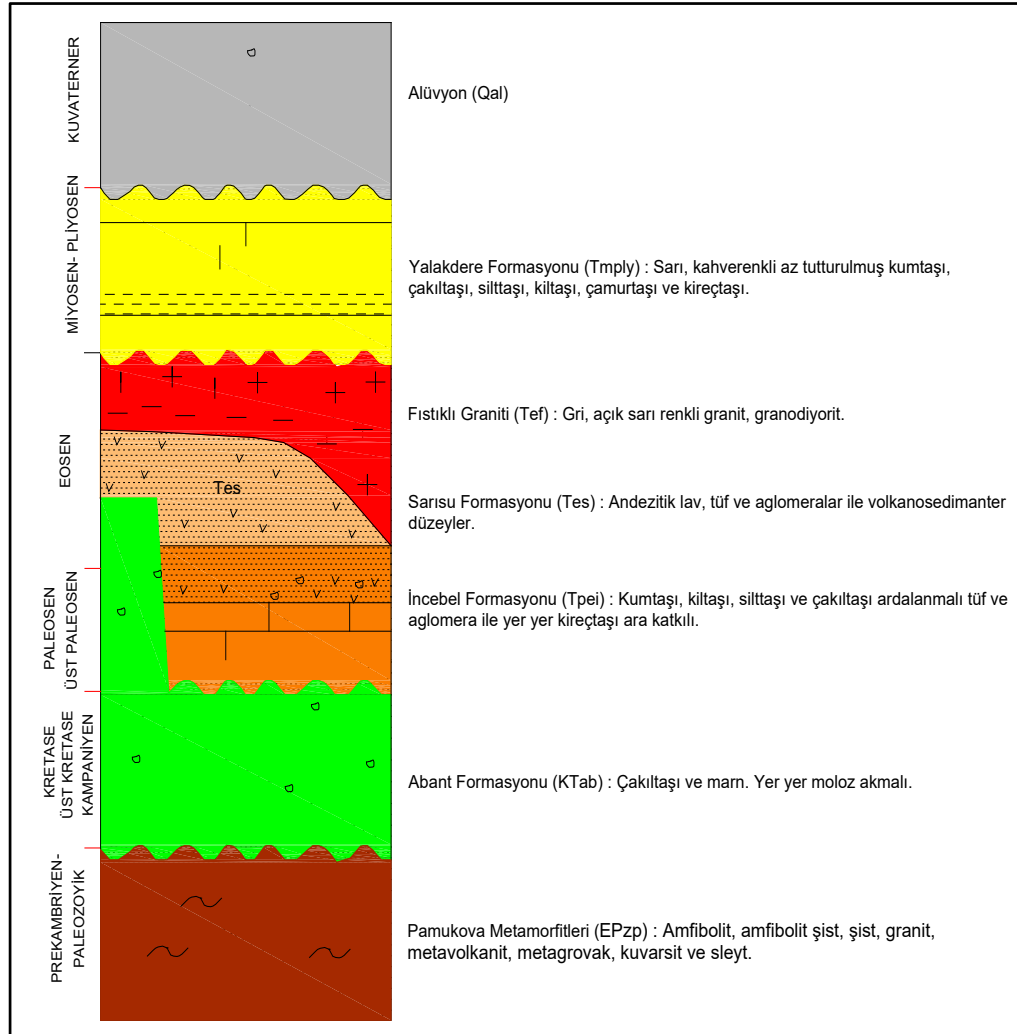 KUVATERNER
Alüvyon (Qal)
MİYOSEN- PLİYOSEN
Yalakdere Formasyonu (Tmply) : Sarı, kahverenkli az tutturulmuş kumtaşı,
çakıltaşı, silttaşı, kiltaşı, çamurtaşı ve kireçtaşı.
EOSEN
Fıstıklı Graniti (Tef) : Gri, açık sarı renkli granit, granodiyorit.
Tes
Sarısu Formasyonu (Tes) : Andezitik lav, tüf ve aglomeralar ile volkanosedimanter
düzeyler.
PALEOSEN
ÜST PALEOSEN
İncebel Formasyonu (Tpei) : Kumtaşı, kiltaşı, silttaşı ve çakıltaşı ardalanmalı tüf ve
aglomera ile yer yer kireçtaşı ara katkılı.
KRETASE
ÜST KRETASE
KAMPANİYEN
Abant Formasyonu (KTab) : Çakıltaşı ve marn. Yer yer moloz akmalı.
PREKAMBRİYEN-
PALEOZOYİK
Pamukova Metamorfitleri (EPzp) : Amfibolit, amfibolit şist, şist, granit,
metavolkanit, metagrovak, kuvarsit ve sleyt.